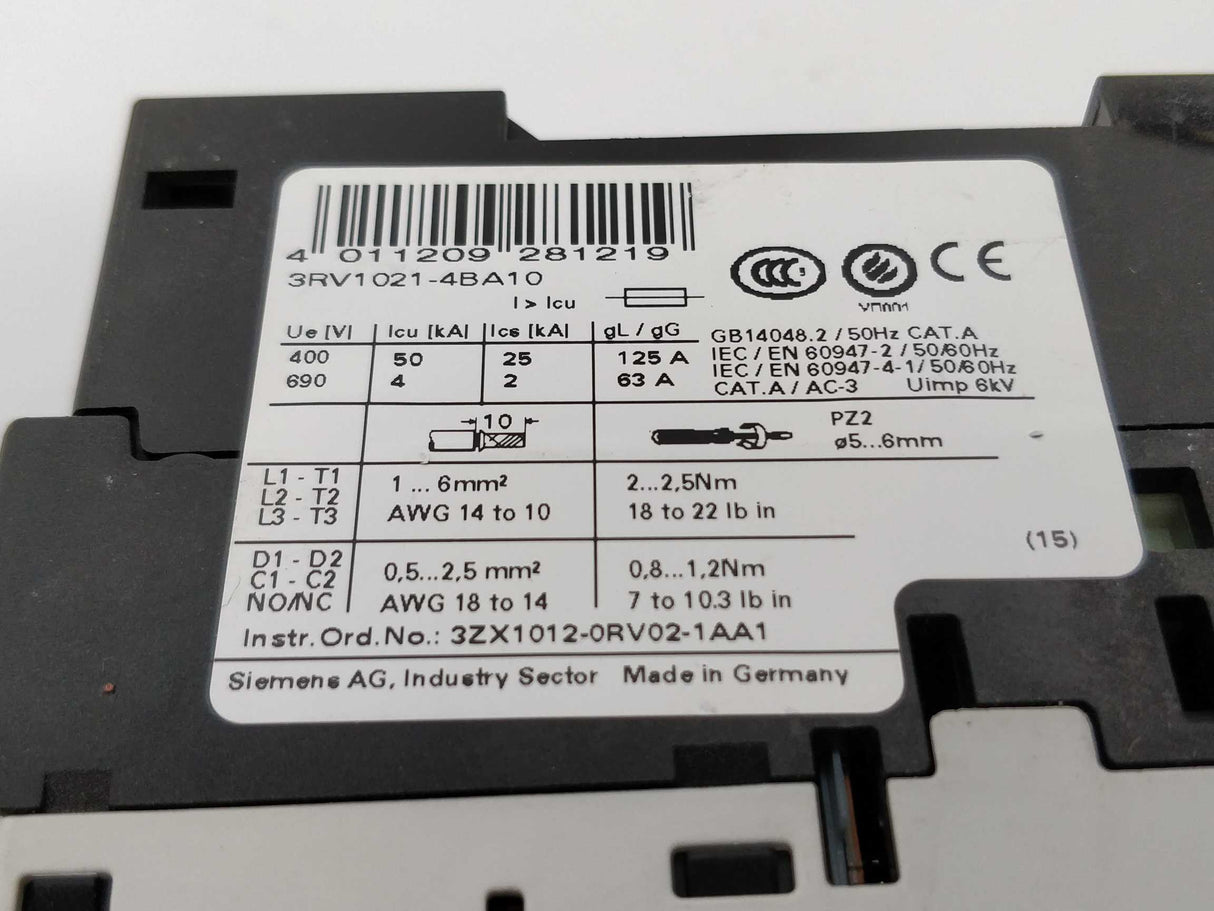 4 011209 281219
3RV1021-4BA10
I > Icu
CCC
CE
Ue [V] Icu [kA] Ics [kA] gL / gG
400 50 25 125 A
690 4 2 63 A
GB14048.2 / 50Hz CAT.A
IEC / EN 60947-2 / 50/60Hz
IEC / EN 60947-4-1/ 50/60Hz
CAT.A / AC-3 Uimp 6kV
10
PZ2
ø5...6mm
L1 - T1
L2 - T2
L3 - T3
1 ... 6mm²
AWG 14 to 10
2...2,5Nm
18 to 22 lb in
(15)
D1 - D2
C1 - C2
NO/NC
0,5...2,5 mm²
AWG 18 to 14
0,8...1,2Nm
7 to 10.3 lb in
Instr.Ord.No.: 3ZX1012-0RV02-1AA1
Siemens AG, Industry Sector Made in Germany